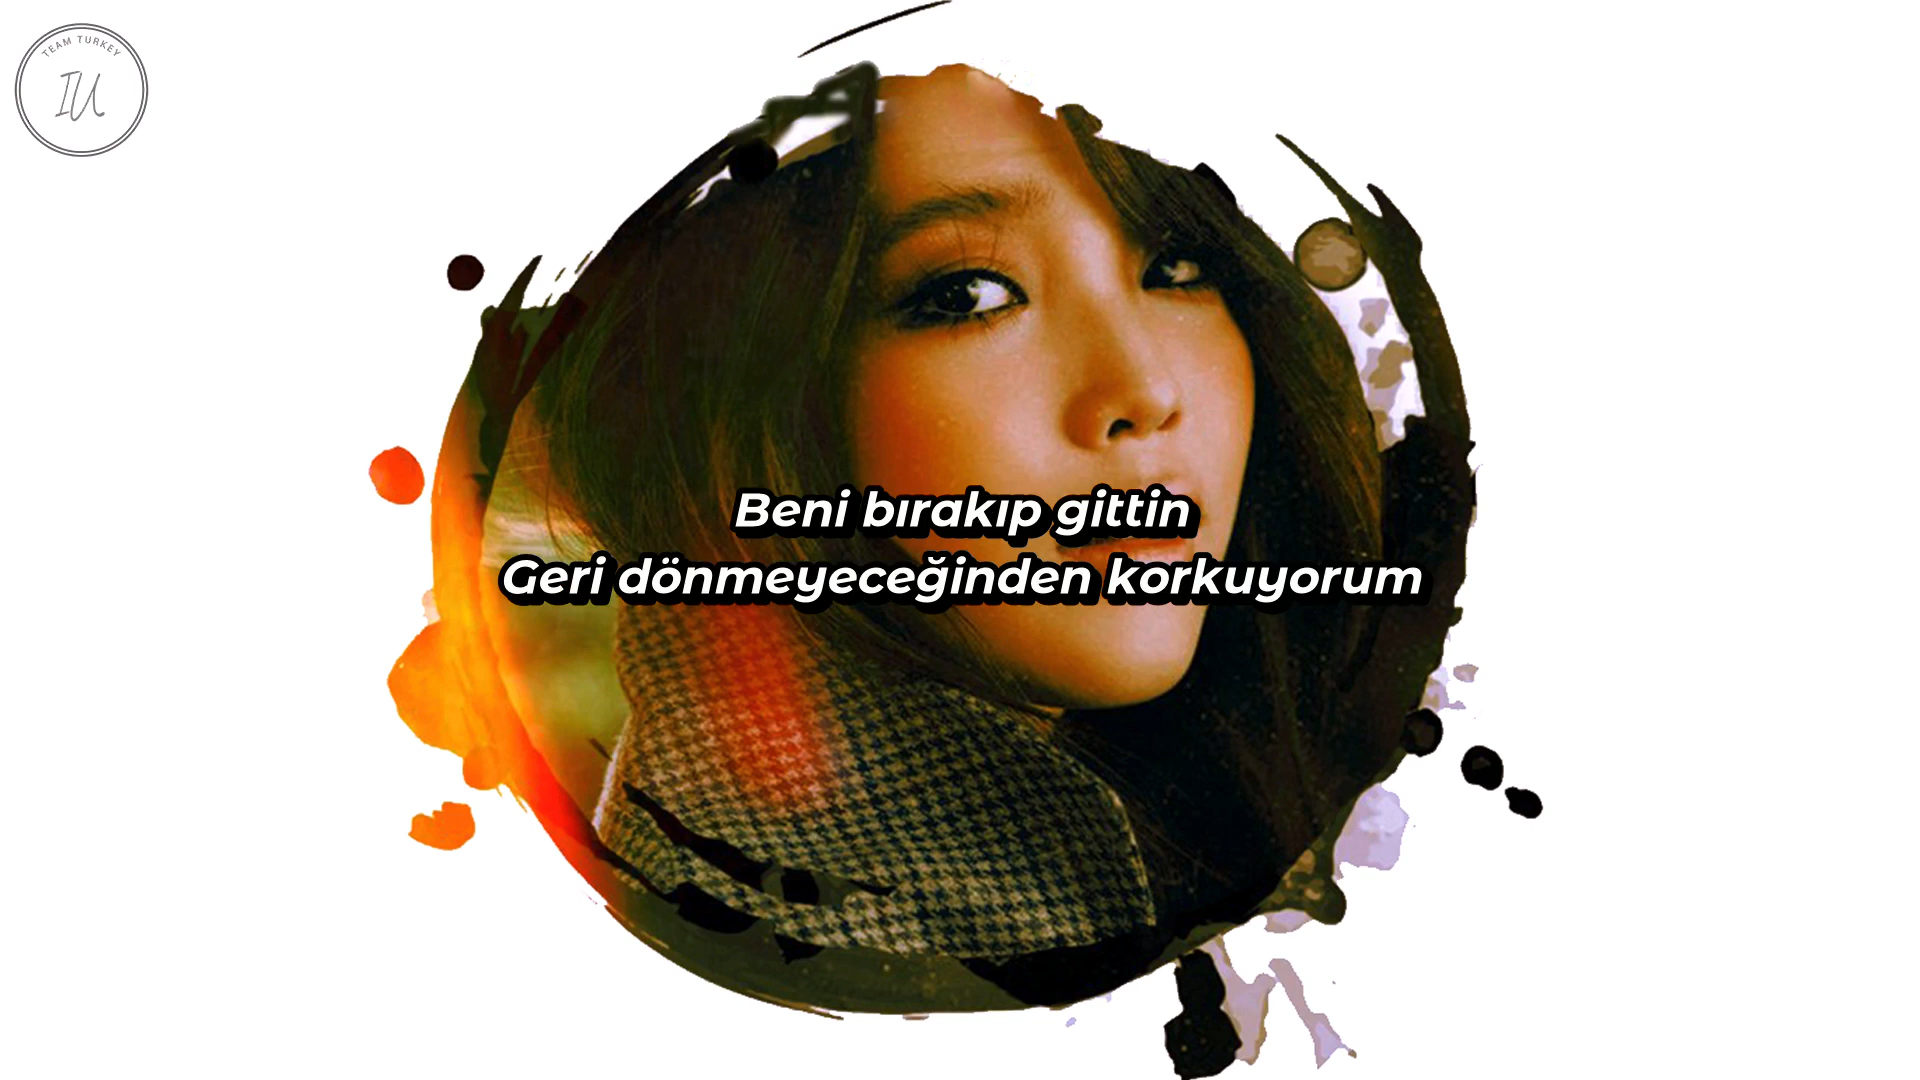 TEAM TURKEY
IU
Beni bırakıp gittin
Geri dönmeyeceğinden korkuyorum